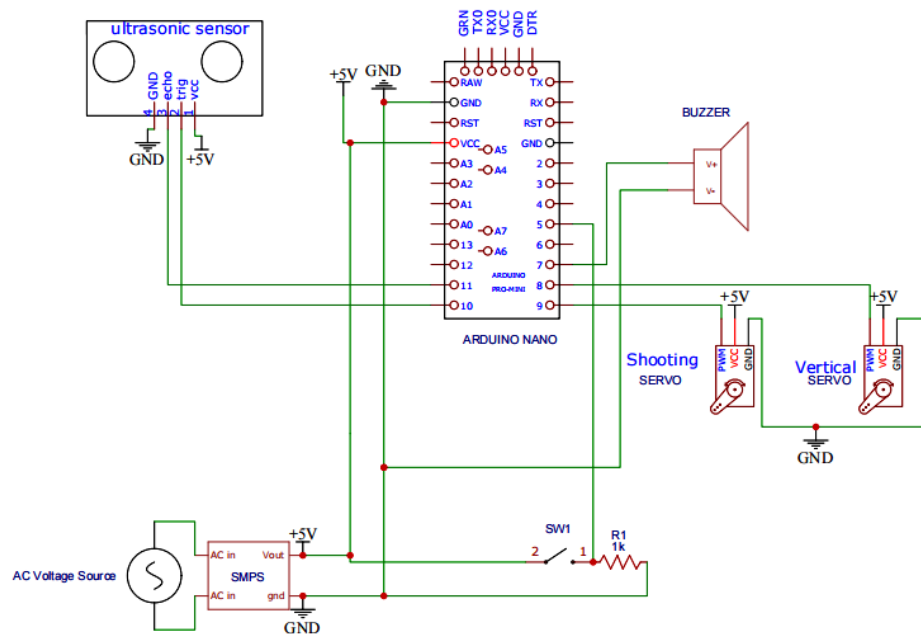 ultrasonic sensor
GND
echo
trig
vcc
4
3
2
1
GND
+5V
+5V
GND
GRN
TX0
RX0
VCC
GND
DTR
RAW
TX
GND
RX
RST
RST
VCC
GND
A5
A3
2
A4
A2
3
A1
4
A0
5
A7
13
6
A6
12
7
11
8
10
9
ARDUINO
PRO-MINI
ARDUINO NANO
BUZZER
V+
V-
+5V
+5V
PWM
VCC
GND
PWM
VCC
GND
Shooting
SERVO
Vertical
SERVO
GND
AC Voltage Source
AC in
Vout
SMPS
AC in
gnd
+5V
GND
SW1
2
1
R1
1k